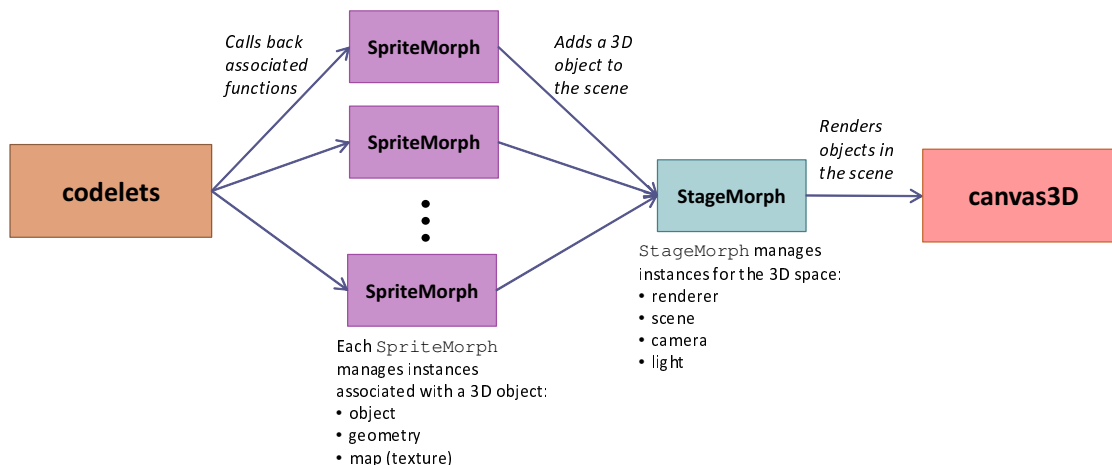 Calls back
associated
functions
SpriteMorph
Adds a 3D
object to
the scene
SpriteMorph
Renders
objects in
the scene
codelets
StageMorph
canvas3D
SpriteMorph
StageMorph manages
instances for the 3D space:
• renderer
• scene
• camera
• light
Each SpriteMorph
manages instances
associated with a 3D object:
• object
• geometry
• map (texture)